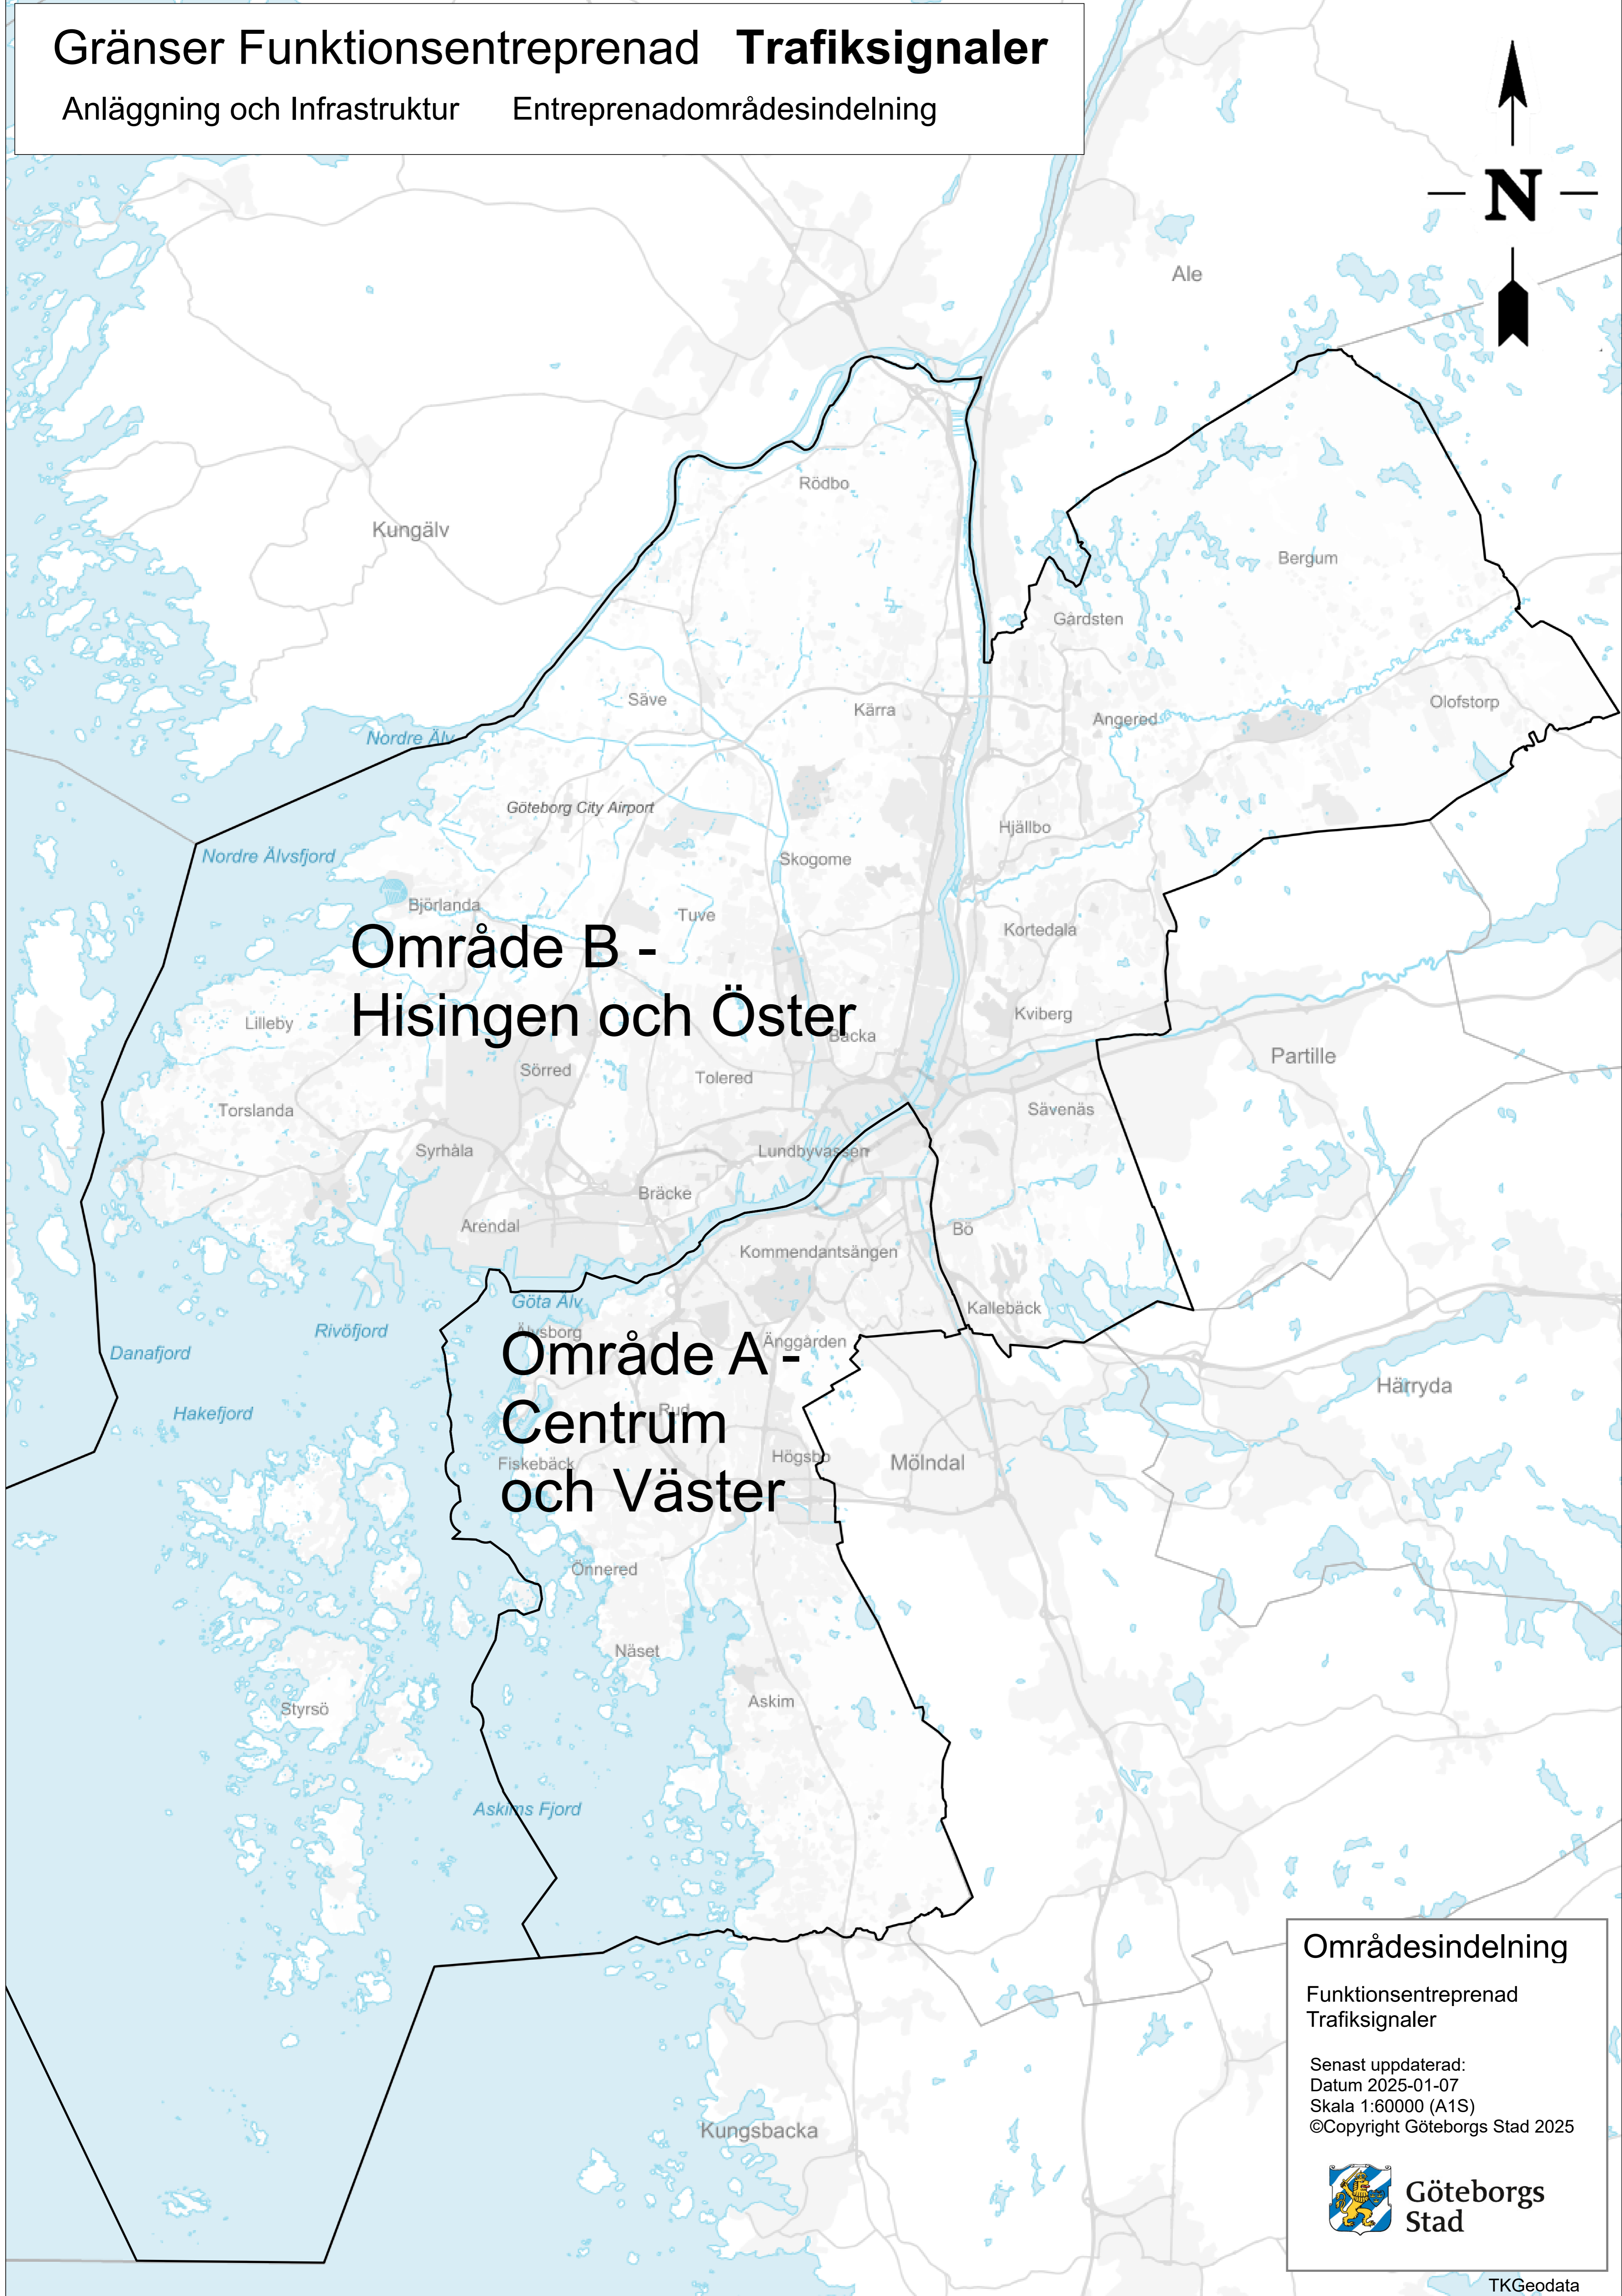 Gränser Funktionsentreprenad Trafiksignaler
Anläggning och Infrastruktur Entreprenadområdesindelning
N
Ale
Rödbo
Kungälv
Bergum
Gårdsten
Säve
Kärra
Angered
Olofstorp
Nordre Älv
Göteborg City Airport
Hjällbo
Nordre Älvsfjord
Skogome
Björlanda
Tuve
Kortedala
Område B -
Hisingen och Öster
Lilleby
Kviberg
Backa
Partille
Sörred
Tolered
Torslanda
Sävenäs
Syrhåla
Lundbyvassen
Bräcke
Arendal
Bö
Kommendantsängen
Göta Älv
Kallebäck
Rivöfjord
Älvsborg
Änggården
Danafjord
Område A -
Centrum
och Väster
Härryda
Hakefjord
Rud
Högsbo
Fiskebäck
Mölndal
Önnered
Näset
Styrsö
Askim
Askims Fjord
Kungsbacka
Områdesindelning
Funktionsentreprenad
Trafiksignaler
Senast uppdaterad:
Datum 2025-01-07
Skala 1:60000 (A1S)
©Copyright Göteborgs Stad 2025
Göteborgs
Stad
TKGeodata